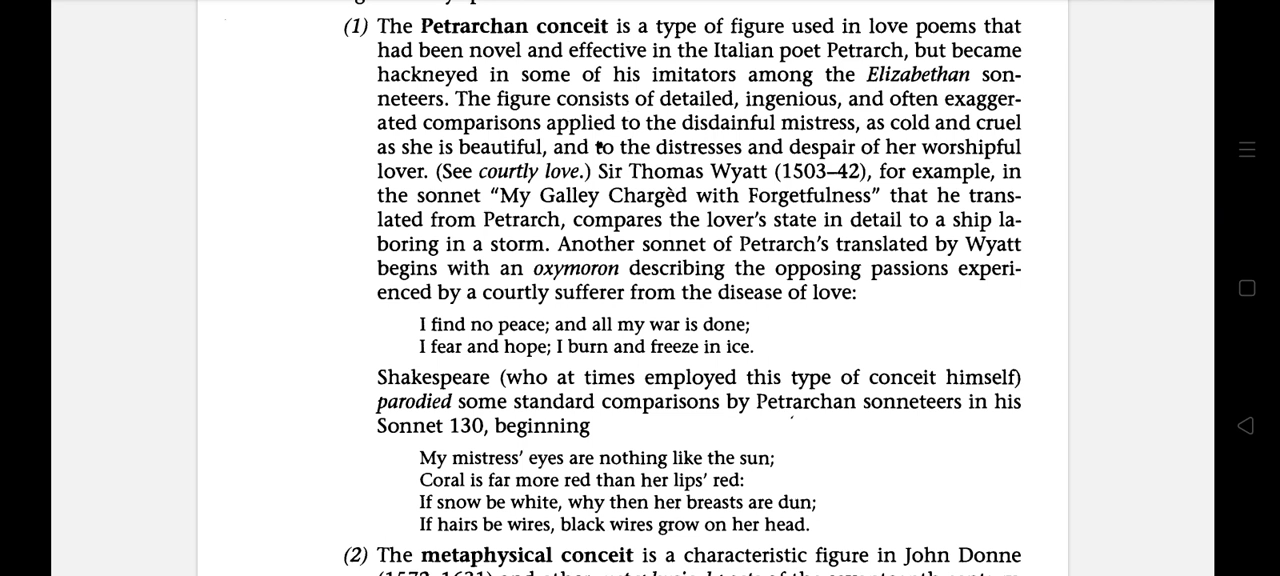 (1) The Petrarchan conceit is a type of figure used in love poems that
had been novel and effective in the Italian poet Petrarch, but became
hackneyed in some of his imitators among the Elizabethan son-
neteers. The figure consists of detailed, ingenious, and often exagger-
ated comparisons applied to the disdainful mistress, as cold and cruel
as she is beautiful, and to the distresses and despair of her worshipful
lover. (See courtly love.) Sir Thomas Wyatt (1503–42), for example, in
the sonnet “My Galley Chargèd with Forgetfulness” that he trans-
lated from Petrarch, compares the lover’s state in detail to a ship la-
boring in a storm. Another sonnet of Petrarch’s translated by Wyatt
begins with an oxymoron describing the opposing passions experi-
enced by a courtly sufferer from the disease of love:
I find no peace; and all my war is done;
I fear and hope; I burn and freeze in ice.
Shakespeare (who at times employed this type of conceit himself)
parodied some standard comparisons by Petrarchan sonneteers in his
Sonnet 130, beginning
My mistress’ eyes are nothing like the sun;
Coral is far more red than her lips’ red:
If snow be white, why then her breasts are dun;
If hairs be wires, black wires grow on her head.
(2) The metaphysical conceit is a characteristic figure in John Donne